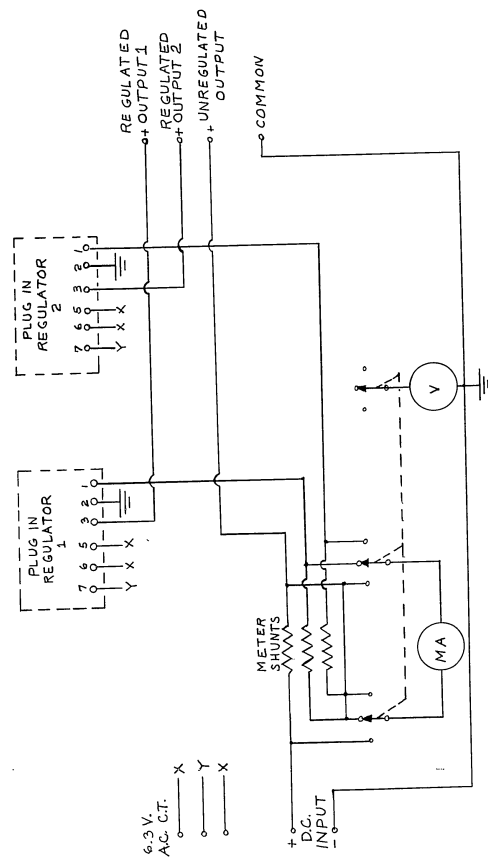 6.3 V.
A.C. C.T.
X
Y
X
PLUG IN
REGULATOR
1
7
6
5
3
2
1
Y
X
X
PLUG IN
REGULATOR
2
7
6
5
3
2
1
Y
X
X
REGULATED
+ OUTPUT 1
REGULATED
+ OUTPUT 2
+ UNREGULATED
OUTPUT
COMMON
METER
SHUNTS
+
D.C.
INPUT
-
MA
V